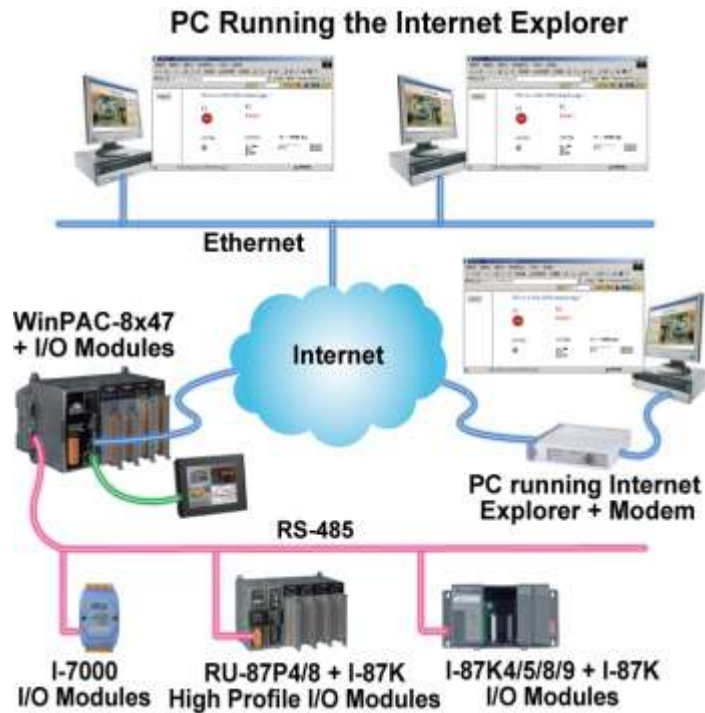 PC Running the Internet Explorer
Ethernet
WinPAC-8x47
+ I/O Modules
Internet
PC running Internet
Explorer + Modem
RS-485
I-7000
I/O Modules
RU-87P4/8 + I-87K
High Profile I/O Modules
I-87K4/5/8/9 + I-87K
I/O Modules